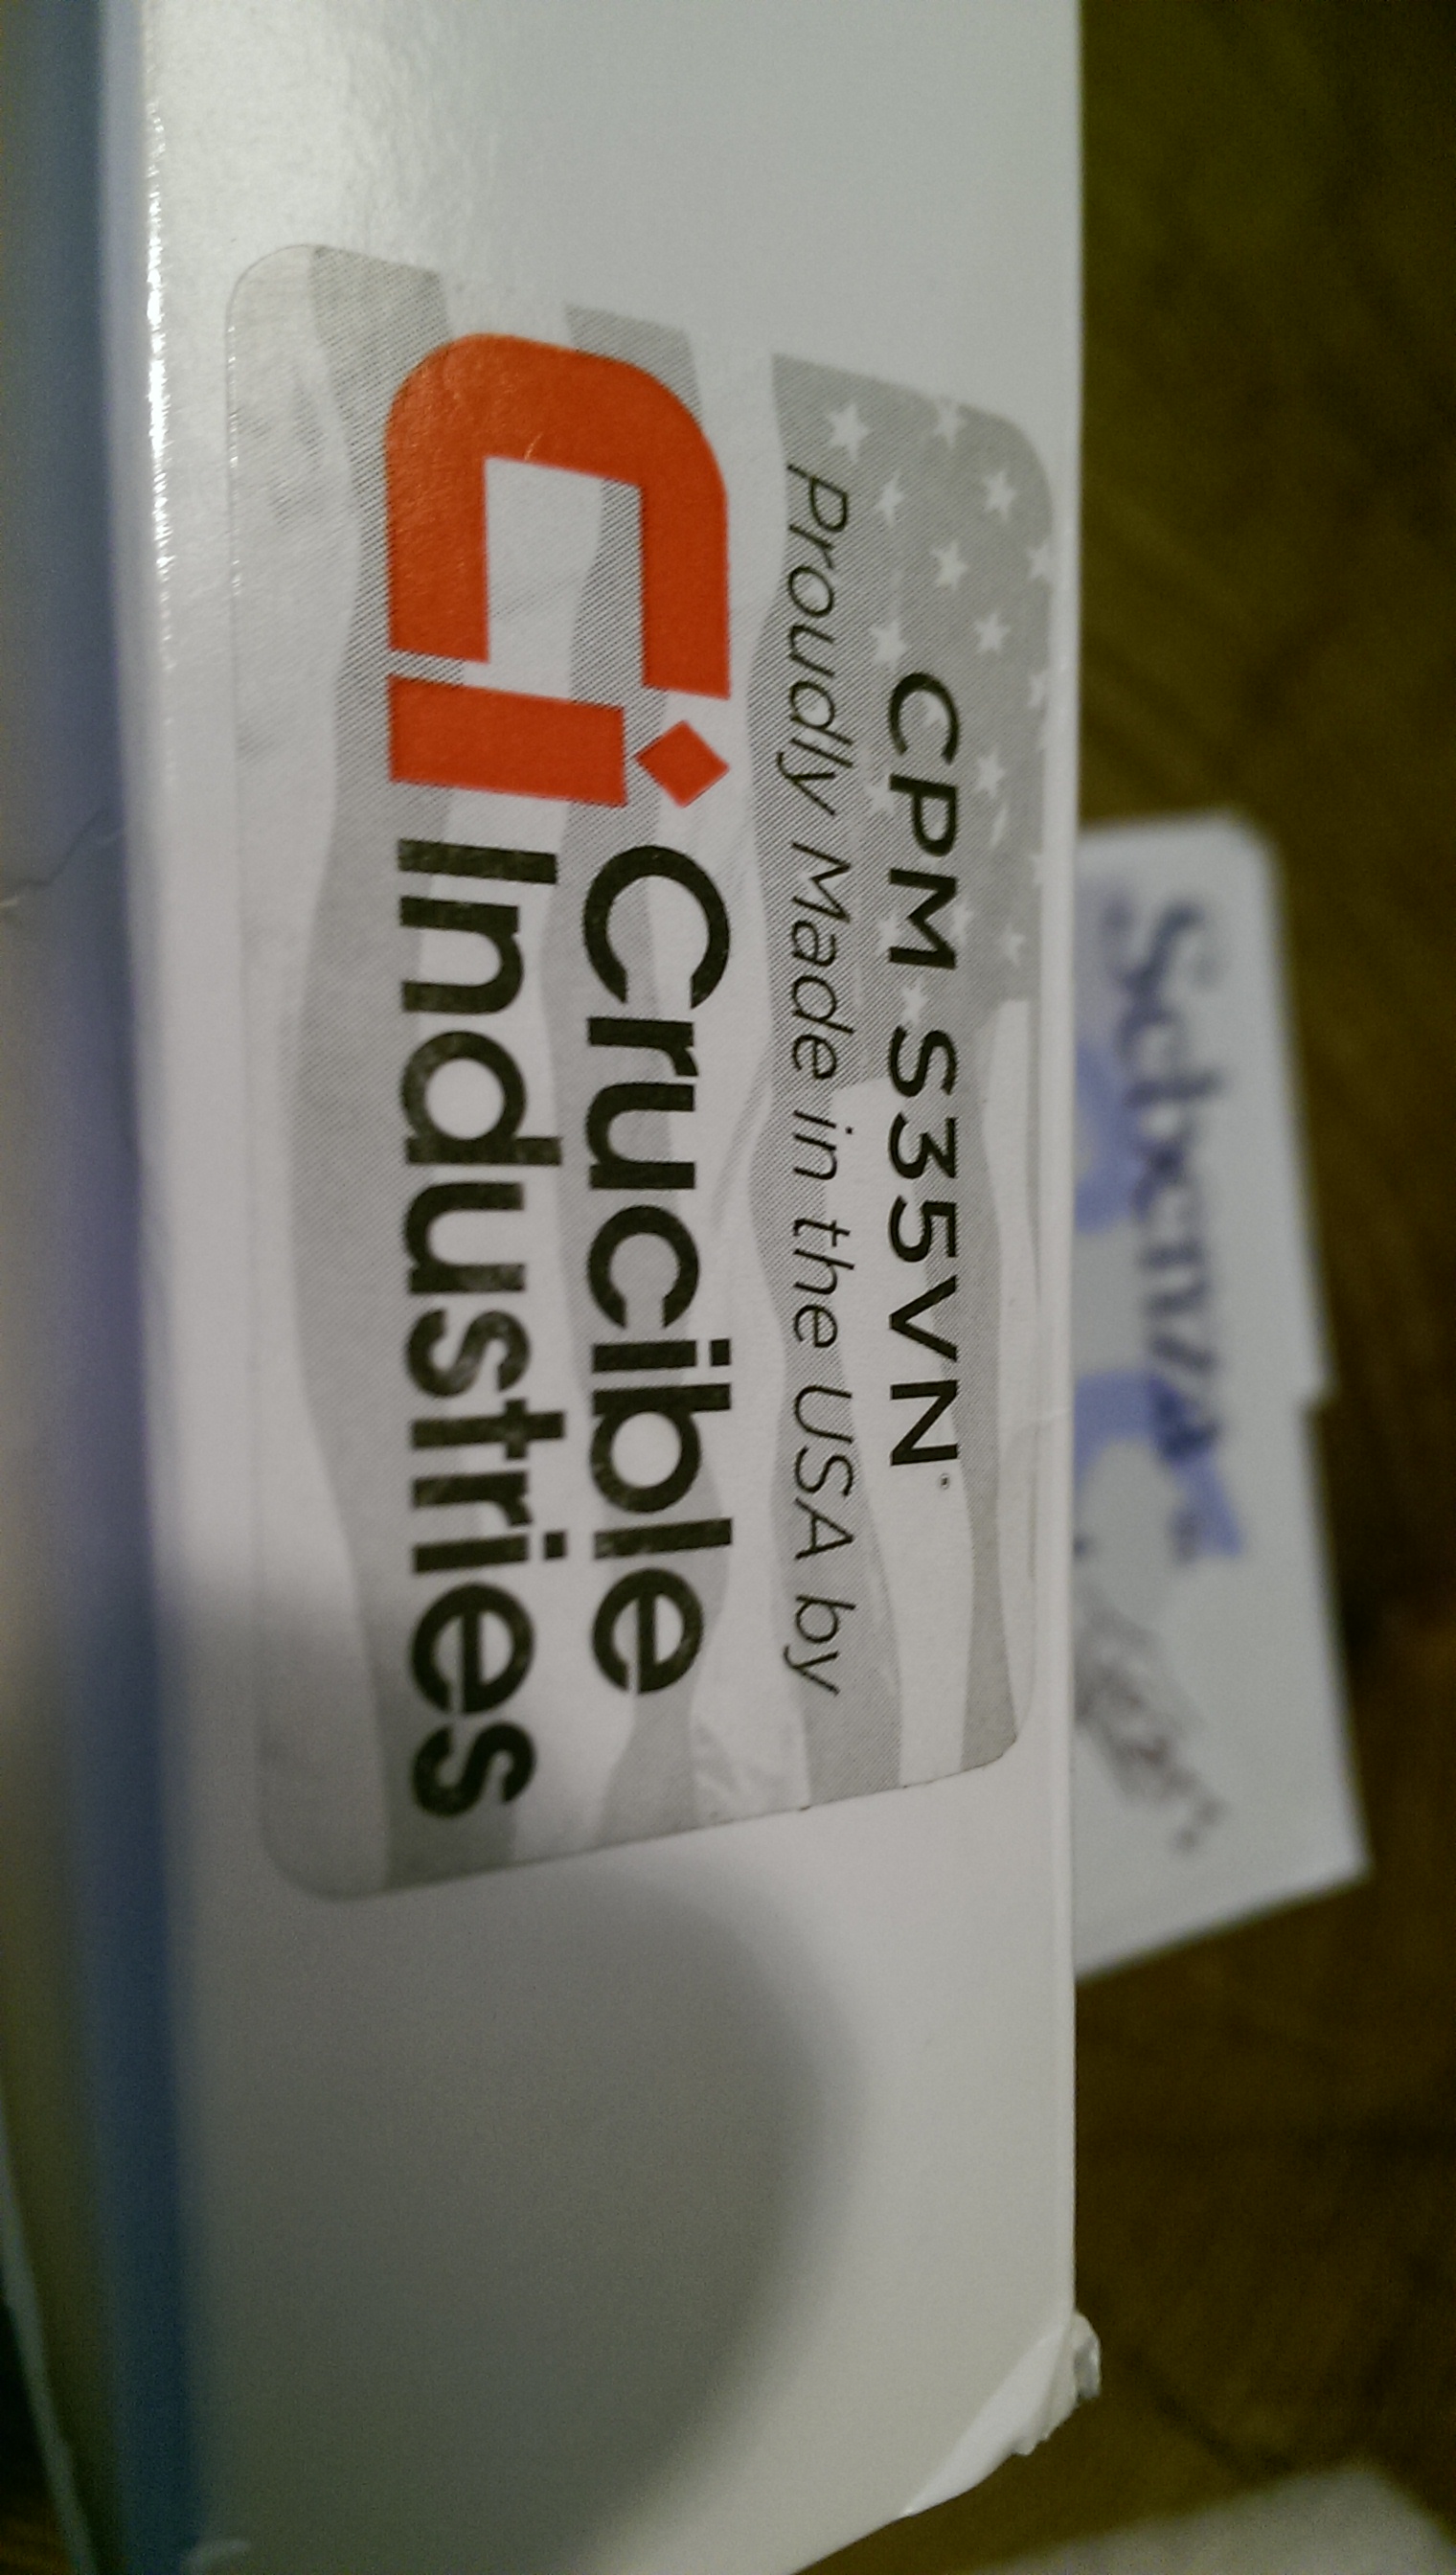 CPM S35VN
Proudly Made in the USA by
Ci
Crucible
Industries